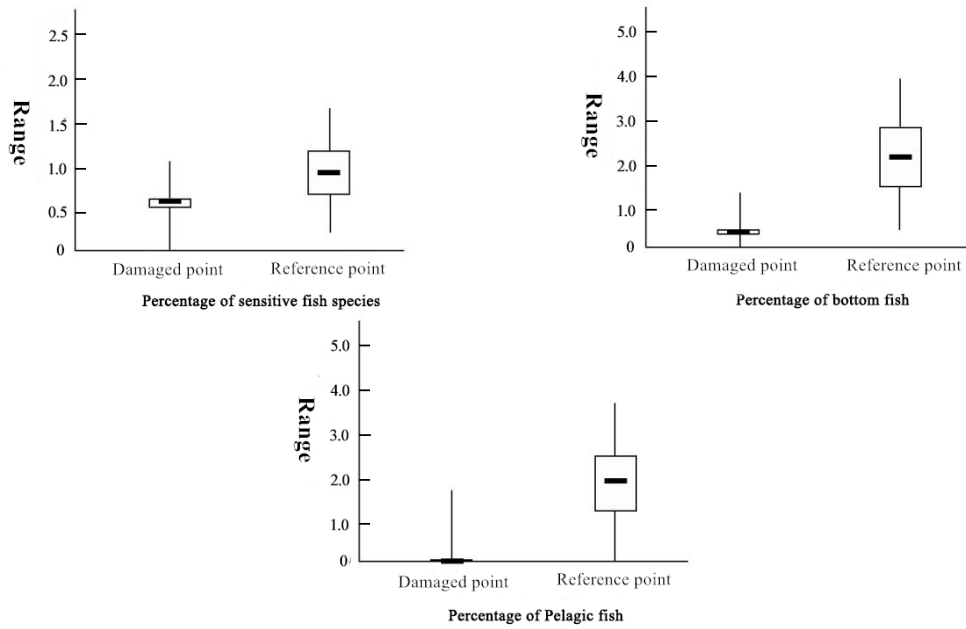 2.5
2.0
1.5
1.0
0.5
0
Range
Damaged point
Reference point
Percentage of sensitive fish species
5.0
4.0
3.0
2.0
1.0
0
Range
Damaged point
Reference point
Percentage of bottom fish
5.0
4.0
3.0
2.0
1.0
0
Range
Damaged point
Reference point
Percentage of Pelagic fish